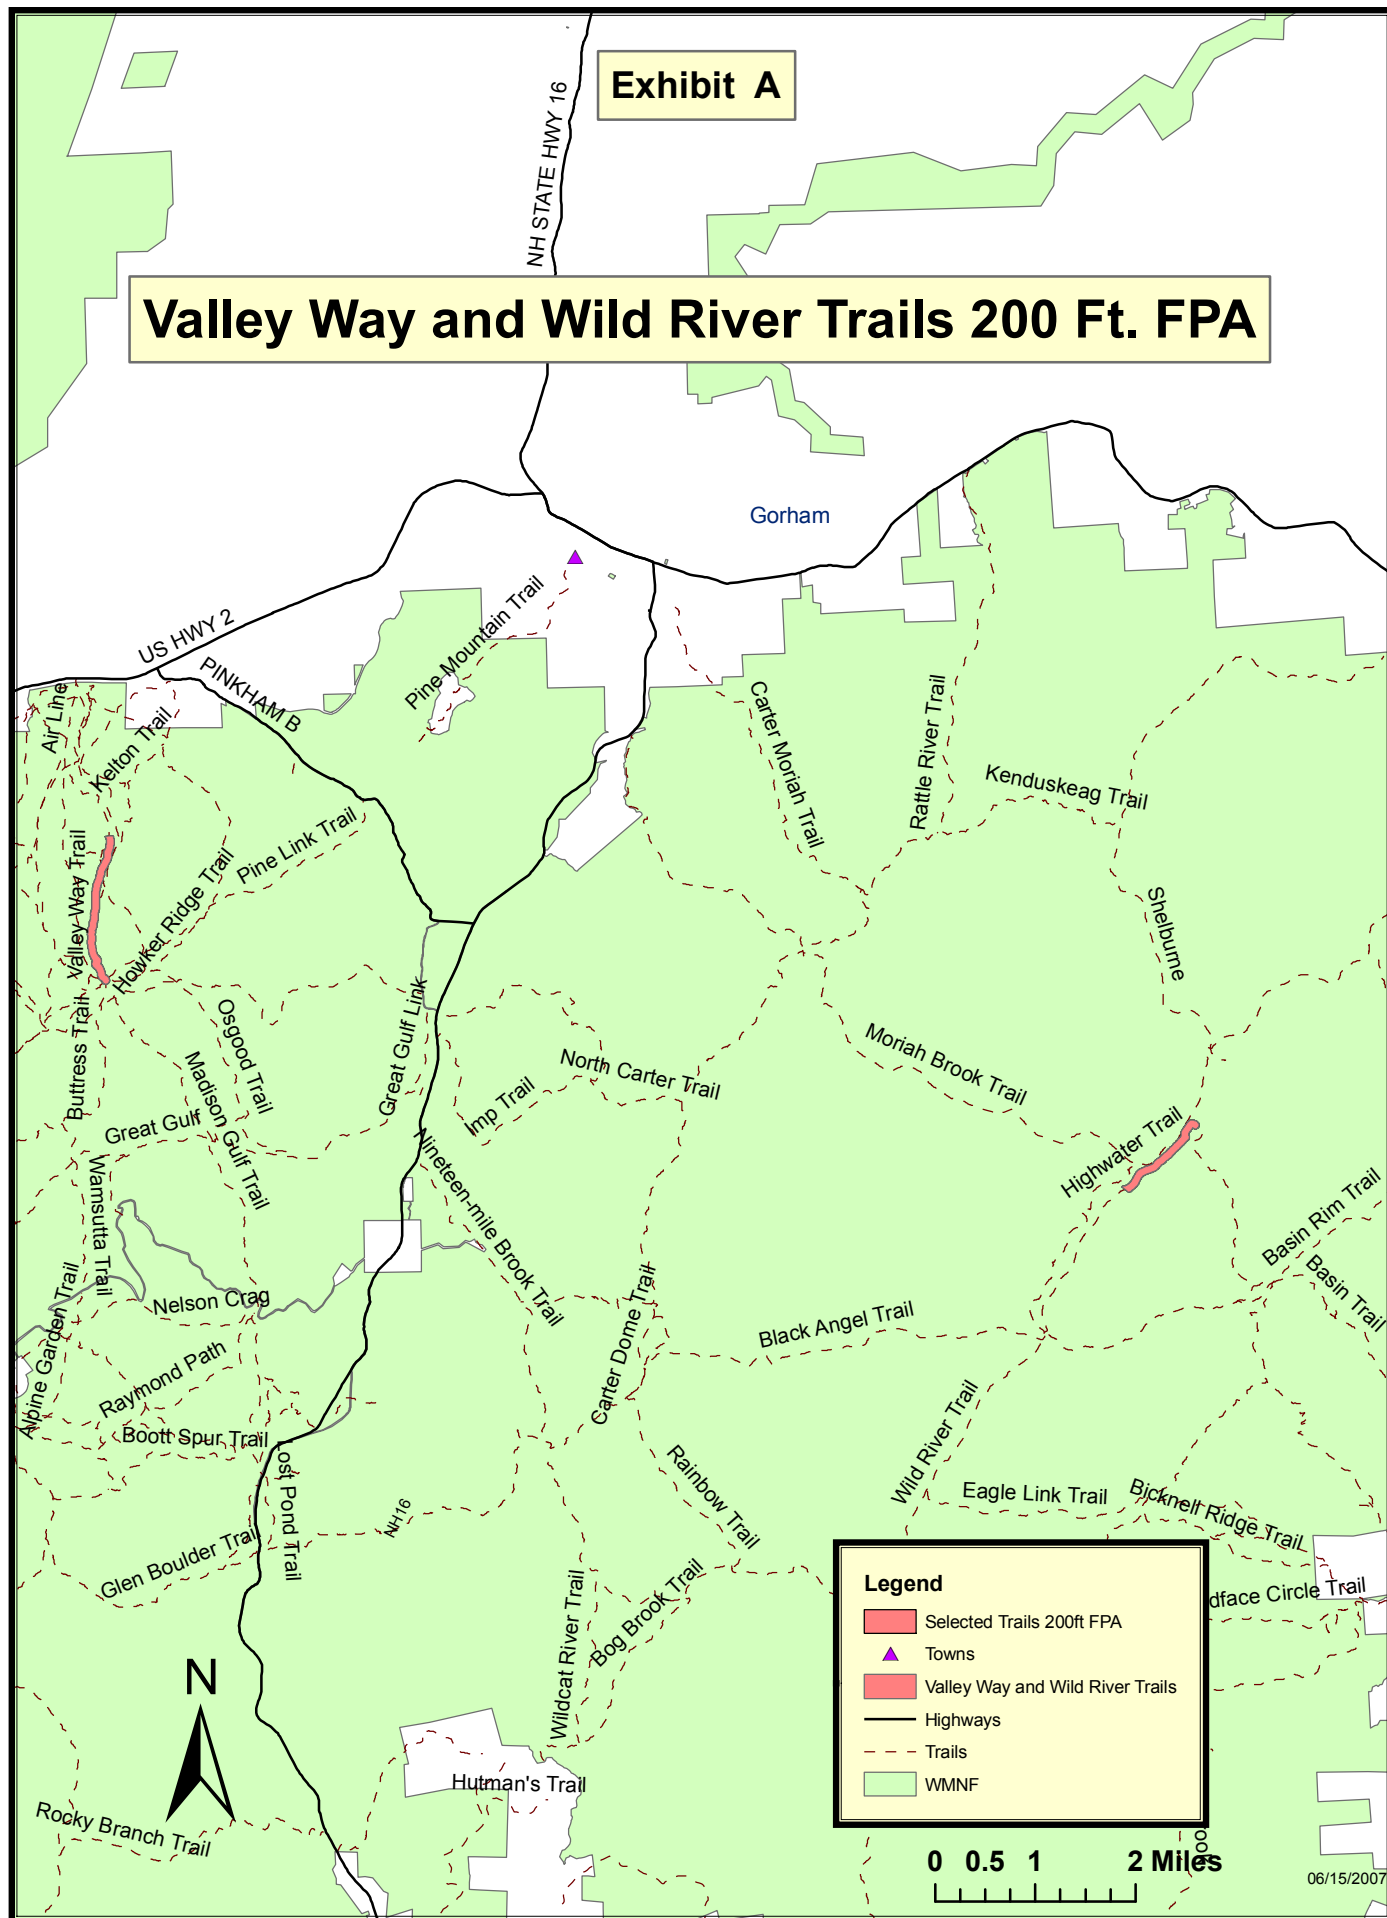 Exhibit A
NH STATE HWY 16
Valley Way and Wild River Trails 200 Ft. FPA
Gorham
US HWY 2
PINKHAM B
Pine Mountain Trail
Air Line
Kelton Trail
Carter Moriah Trail
Rattle River Trail
Kenduskeag Trail
Valley Way Trail
Howker Ridge Trail
Pine Link Trail
Shelburne
Buttress Trail
Osgood Trail
Madison Gulf Trail
Great Gulf Link
Great Gulf
Imp Trail
North Carter Trail
Moriah Brook Trail
Highwater Trail
Wamsutta Trail
Nineteen-mile Brook Trail
Basin Rim Trail
Basin Trail
Alpine Garden Trail
Nelson Crag
Raymond Path
Boott Spur Trail
Carter Dome Trail
Black Angel Trail
Wild River Trail
Lost Pond Trail
Glen Boulder Trail
NH16
Rainbow Trail
Eagle Link Trail
Bicknell Ridge Trail
dface Circle Trail
Wildcat River Trail
Bog Brook Trail
Hutman's Trail
Rocky Branch Trail
N
Legend
Selected Trails 200ft FPA
Towns
Valley Way and Wild River Trails
Highways
Trails
WMNF
0 0.5 1 2 Miles
06/15/2007